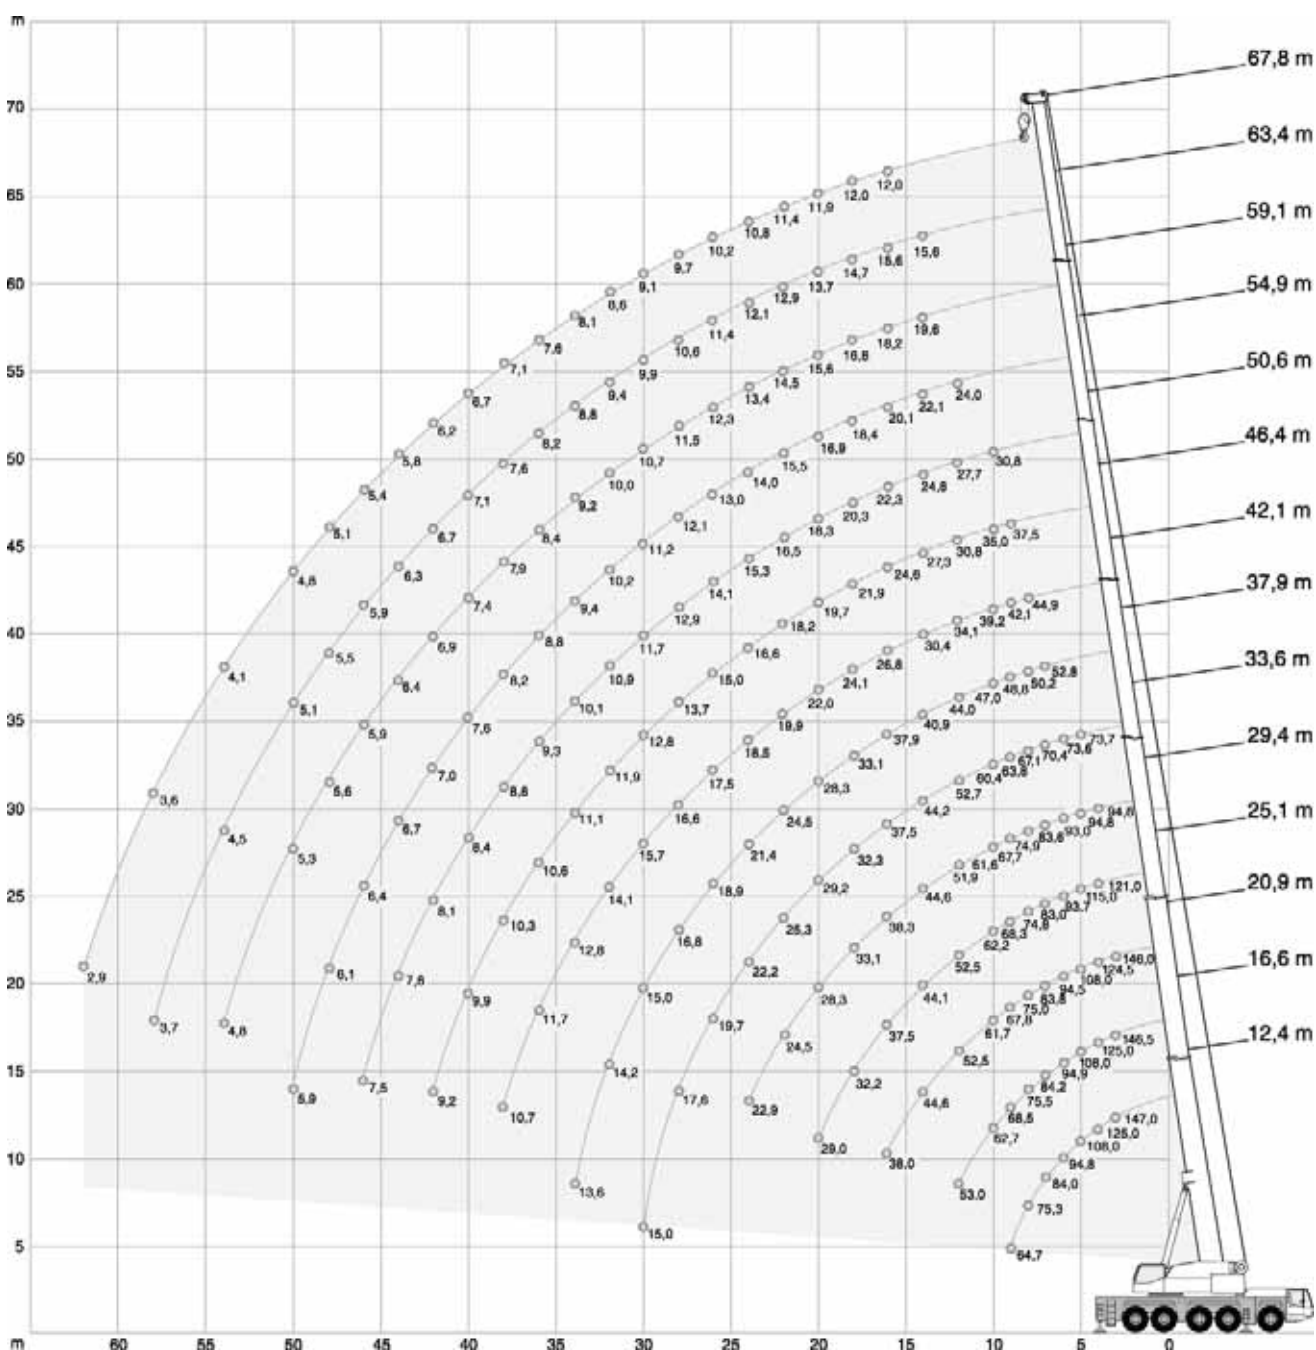 m
70
65
60
55
50
45
40
35
30
25
20
15
10
5
m
60
55
50
45
40
35
30
25
20
15
10
5
0
67,8 m
63,4 m
59,1 m
54,9 m
50,6 m
46,4 m
42,1 m
37,9 m
33,6 m
29,4 m
25,1 m
20,9 m
16,6 m
12,4 m
2,9 3,6 4,1 4,8 5,1 5,4 5,8 6,2 6,7 7,1 7,6 8,1 8,6 9,1 9,7 10,2 10,8 11,4 11,9 12,0 12,0
3,7 4,5 5,1 5,5 5,9 6,3 6,7 7,1 7,6 8,2 8,8 9,4 9,9 10,6 11,4 12,1 12,9 13,7 14,7 15,6 15,6
4,8 5,3 5,6 5,9 6,4 6,9 7,4 7,9 8,4 9,2 10,0 10,7 11,5 12,3 13,4 14,5 15,6 16,8 18,2 19,6
5,9 6,1 6,4 6,7 7,0 7,6 8,2 8,8 9,4 10,2 11,2 12,1 13,0 14,0 15,5 16,9 18,4 20,1 22,1 24,0
7,5 7,8 8,1 8,4 8,8 9,3 10,1 10,9 11,7 12,9 14,1 15,3 16,5 18,3 20,3 22,3 24,8 27,7 30,8
9,2 9,9 10,3 10,6 11,1 11,9 12,8 13,7 15,0 16,6 18,2 19,7 21,9 24,6 27,3 30,8 35,0 37,5
10,7 11,7 12,8 14,1 15,7 16,6 17,5 18,5 19,9 22,0 24,1 26,8 30,4 34,1 39,2 42,1 44,9
13,6 14,2 15,0 16,8 18,9 21,4 24,8 28,3 33,1 37,9 40,9 44,0 47,0 48,8 50,2 52,8
15,0 17,6 19,7 22,2 25,3 29,2 32,3 37,5 44,2 52,7 60,4 63,8 67,1 70,4 73,6 73,7
22,9 24,5 28,3 33,1 38,3 44,6 51,9 61,6 67,7 74,9 83,6 93,0 94,8 94,8
29,0 32,2 37,5 44,1 52,5 62,2 68,3 74,8 83,0 93,7 115,0 121,0
38,0 44,6 52,5 61,7 67,8 75,0 83,8 94,5 108,0 124,5 146,0
53,0 62,7 68,5 75,5 84,2 94,9 108,0 125,0 146,5
64,7 75,3 84,0 94,8 108,0 125,0 147,0